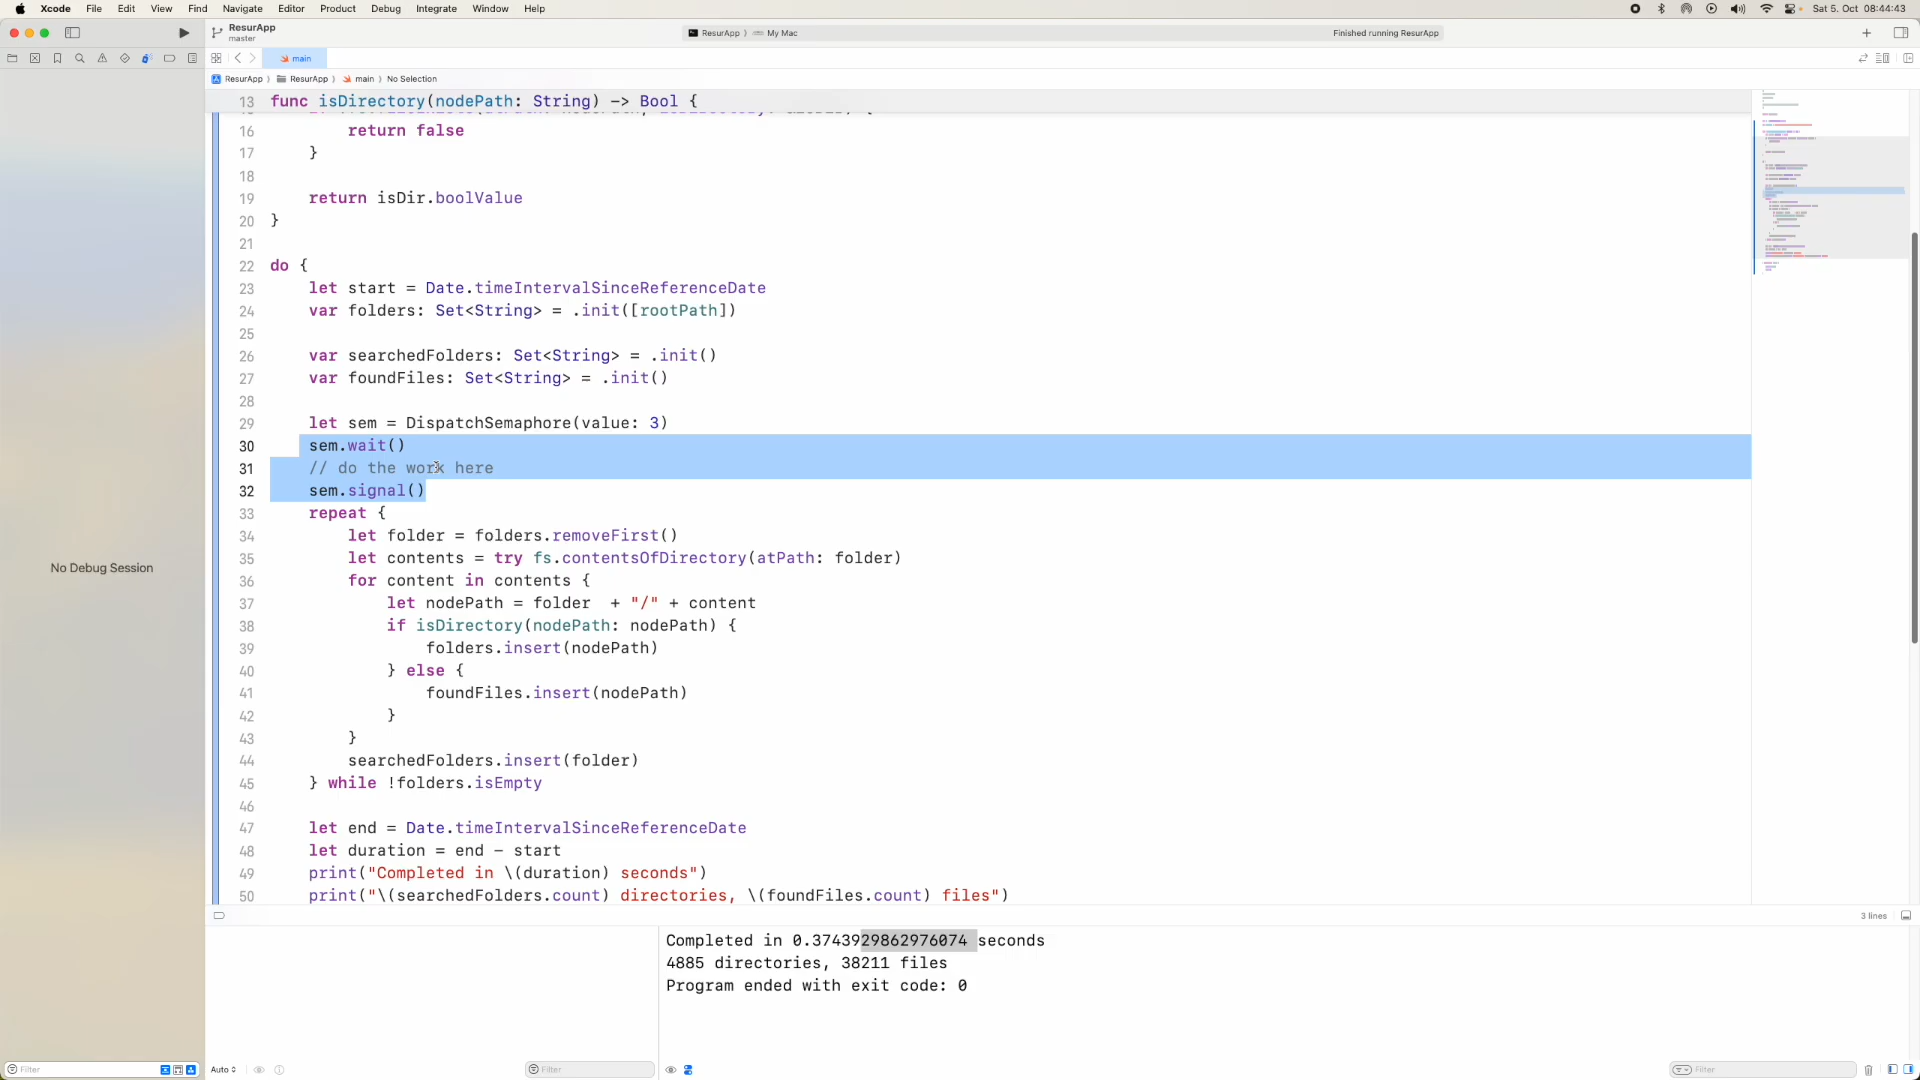 Xcode File Edit View Find Navigate Editor Product Debug Integrate Window Help Sat 5. Oct 08:44:43
ResurApp
master
ResurApp ⟩ My Mac
Finished running ResurApp
main
ResurApp ⟩ ResurApp ⟩ main ⟩ No Selection
13 func isDirectory(nodePath: String) -> Bool {
16 return false
17 }
18
19 return isDir.boolValue
20 }
21
22 do {
23 let start = Date.timeIntervalSinceReferenceDate
24 var folders: Set<String> = .init([rootPath])
25
26 var searchedFolders: Set<String> = .init()
27 var foundFiles: Set<String> = .init()
28
29 let sem = DispatchSemaphore(value: 3)
30 sem.wait()
31 // do the work here
32 sem.signal()
33 repeat {
34 let folder = folders.removeFirst()
35 let contents = try fs.contentsOfDirectory(atPath: folder)
36 for content in contents {
37 let nodePath = folder  + "/" + content
38 if isDirectory(nodePath: nodePath) {
39 folders.insert(nodePath)
40 } else {
41 foundFiles.insert(nodePath)
42 }
43 }
44 searchedFolders.insert(folder)
45 } while !folders.isEmpty
46
47 let end = Date.timeIntervalSinceReferenceDate
48 let duration = end - start
49 print("Completed in \(duration) seconds")
50 print("\(searchedFolders.count) directories, \(foundFiles.count) files")
No Debug Session
3 lines
Completed in 0.3743929862976074 seconds
4885 directories, 38211 files
Program ended with exit code: 0
Filter
Auto
Filter
Filter